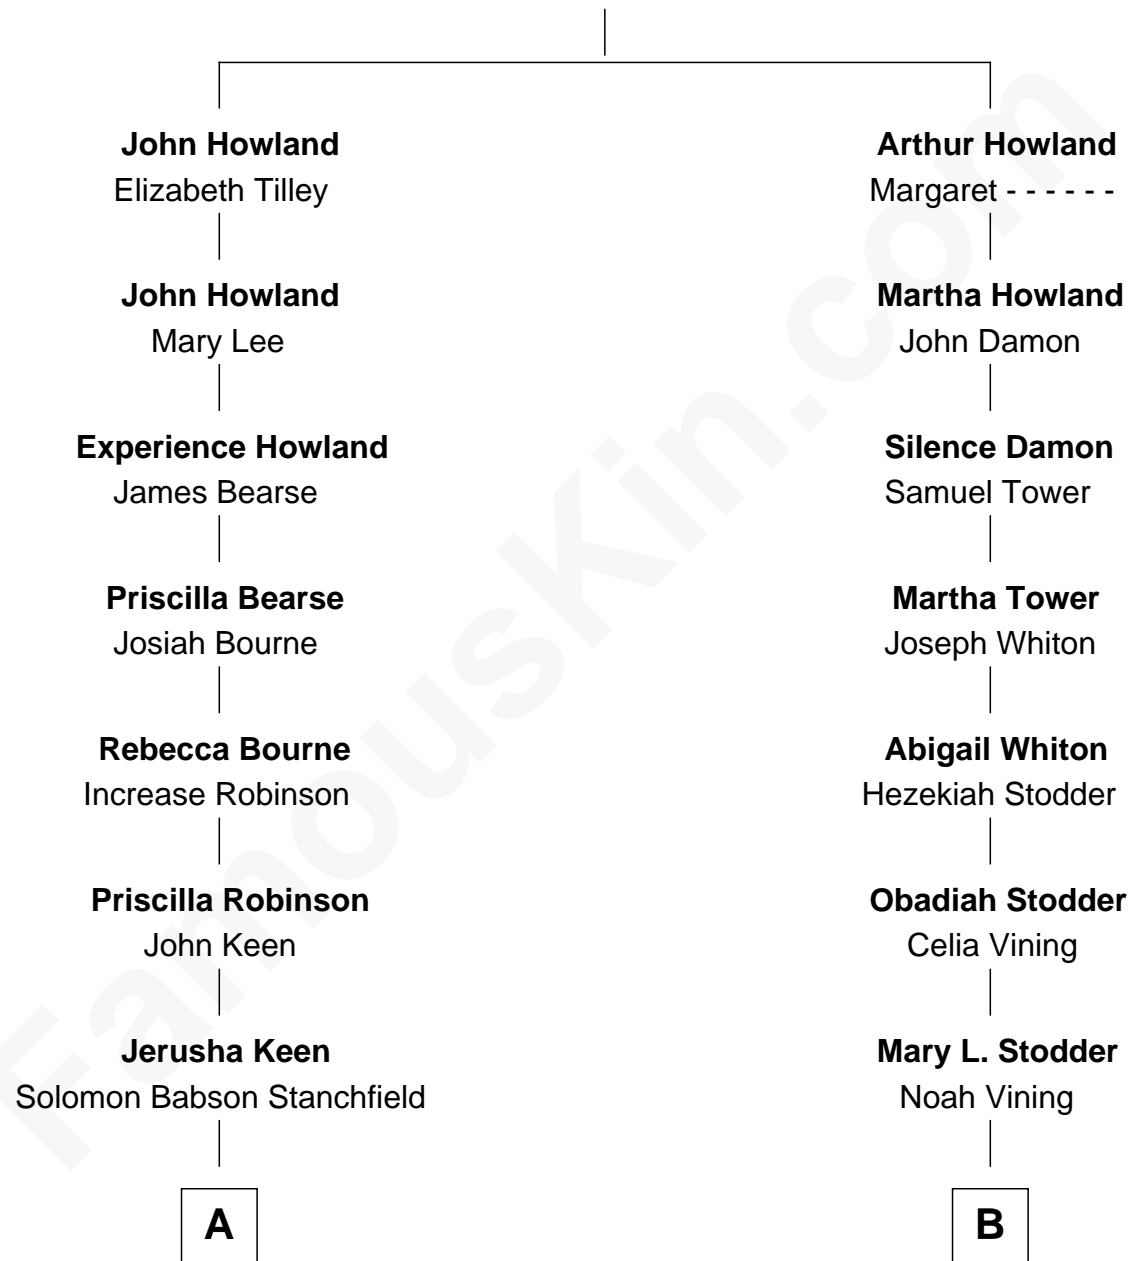 John Howland
Elizabeth Tilley
John Howland
Mary Lee
Experience Howland
James Bearse
Priscilla Bearse
Josiah Bourne
Rebecca Bourne
Increase Robinson
Priscilla Robinson
John Keen
Jerusha Keen
Solomon Babson Stanchfield
A
Arthur Howland
Margaret - - - - - -
Martha Howland
John Damon
Silence Damon
Samuel Tower
Martha Tower
Joseph Whiton
Abigail Whiton
Hezekiah Stodder
Obadiah Stodder
Celia Vining
Mary L. Stodder
Noah Vining
B
FamousKin.com